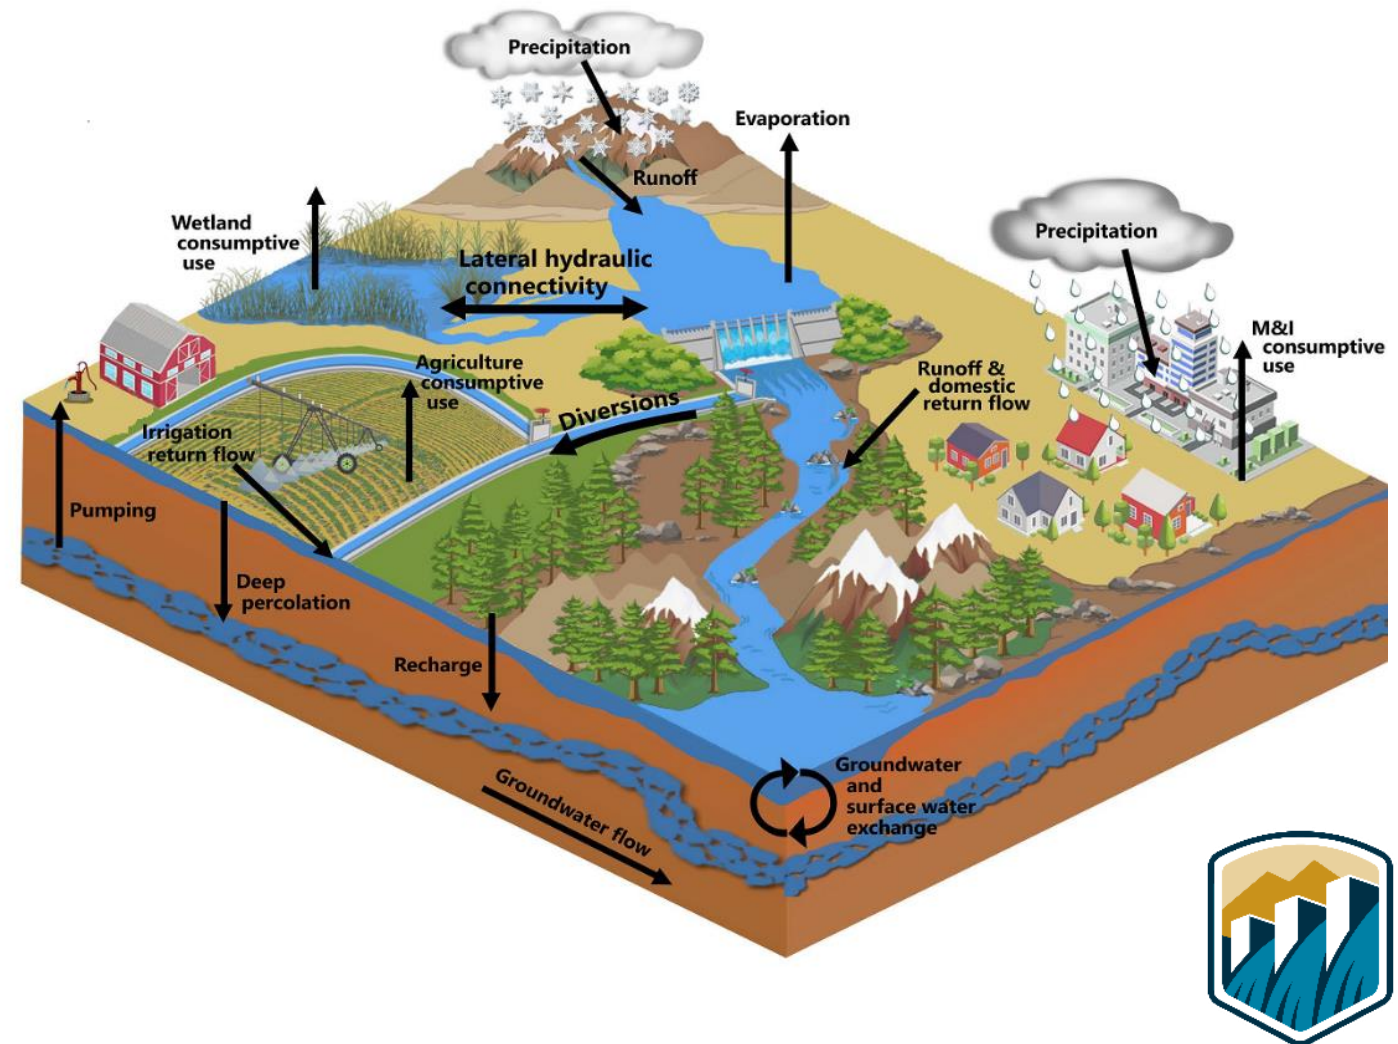 Precipitation
Evaporation
Runoff
Wetland
consumptive
use
Precipitation
Lateral hydraulic
connectivity
M&I
consumptive
use
Agriculture
consumptive
use
Runoff &
domestic
return flow
Diversions
Irrigation
return flow
Pumping
Deep
percolation
Recharge
Groundwater flow
Groundwater
and
surface water
exchange